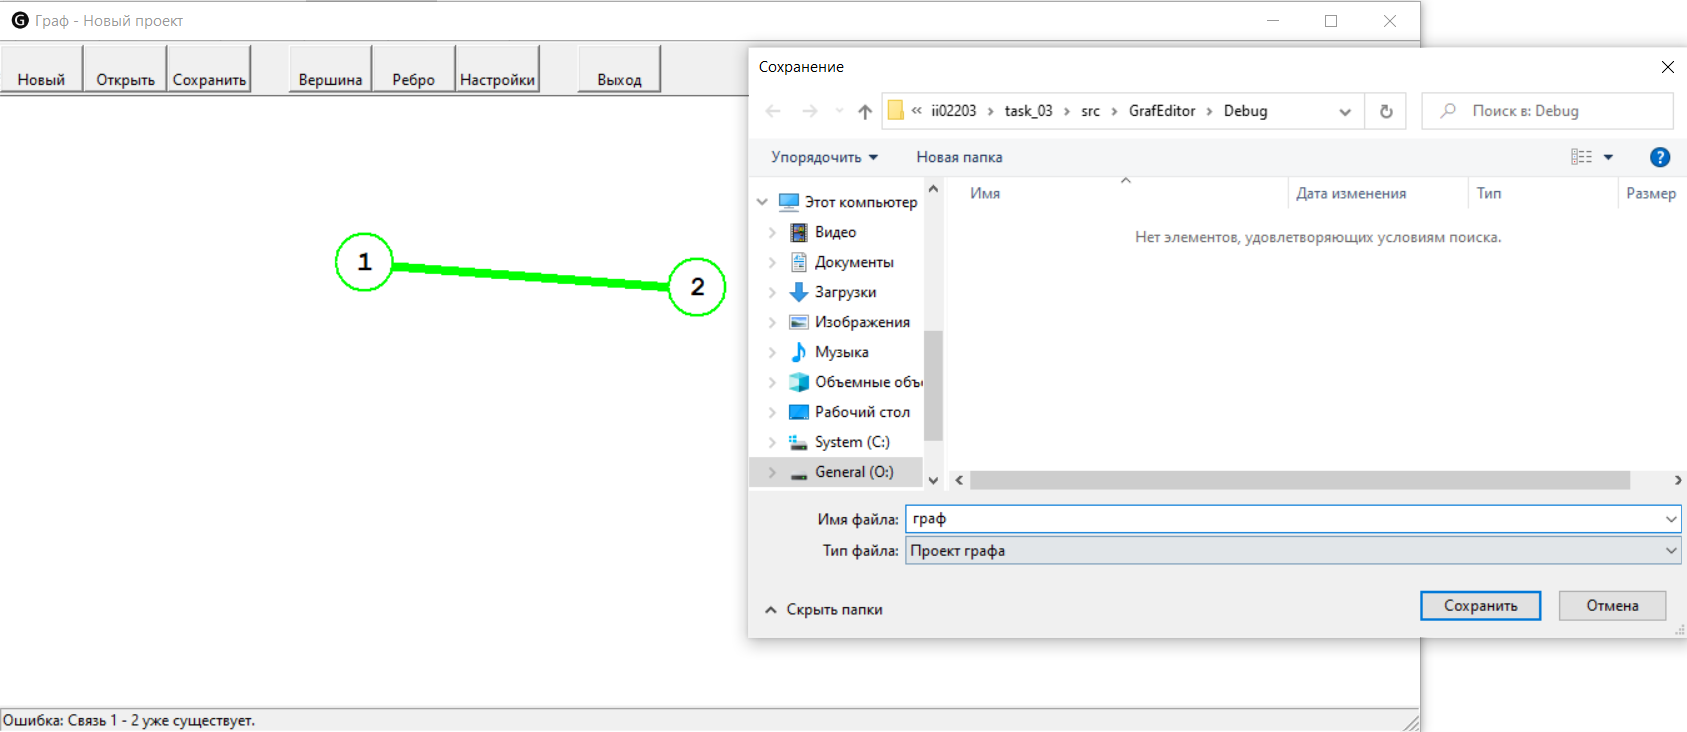 G Граф - Новый проект
Новый Открыть Сохранить Вершина Ребро Настройки Выход
1
2
Ошибка: Связь 1 - 2 уже существует.
Сохранение
« ii02203 › task_03 › src › GrafEditor › Debug
Поиск в: Debug
Упорядочить Новая папка ?
Этот компьютер
Видео
Документы
Загрузки
Изображения
Музыка
Объемные объ
Рабочий стол
System (C:)
General (O:)
Имя Дата изменения Тип Размер
Нет элементов, удовлетворяющих условиям поиска.
Имя файла: граф
Тип файла: Проект графа
Скрыть папки Сохранить Отмена